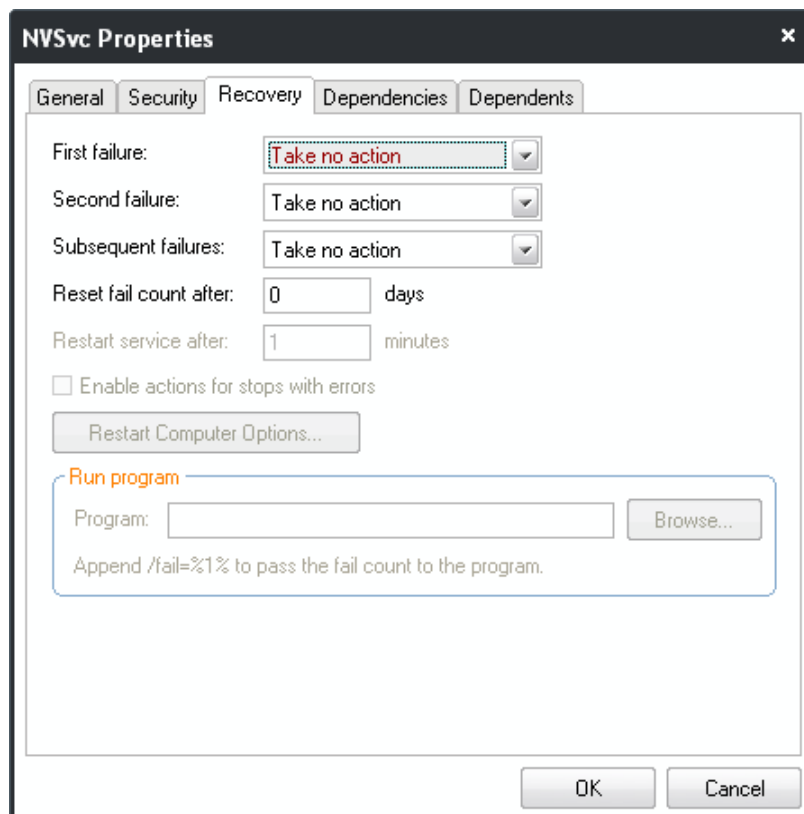 NVSvc Properties
General Security Recovery Dependencies Dependents
First failure: Take no action
Second failure: Take no action
Subsequent failures: Take no action
Reset fail count after: 0 days
Restart service after: 1 minutes
Enable actions for stops with errors
Restart Computer Options...
Run program
Program: Browse...
Append /fail=%1% to pass the fail count to the program.
OK Cancel